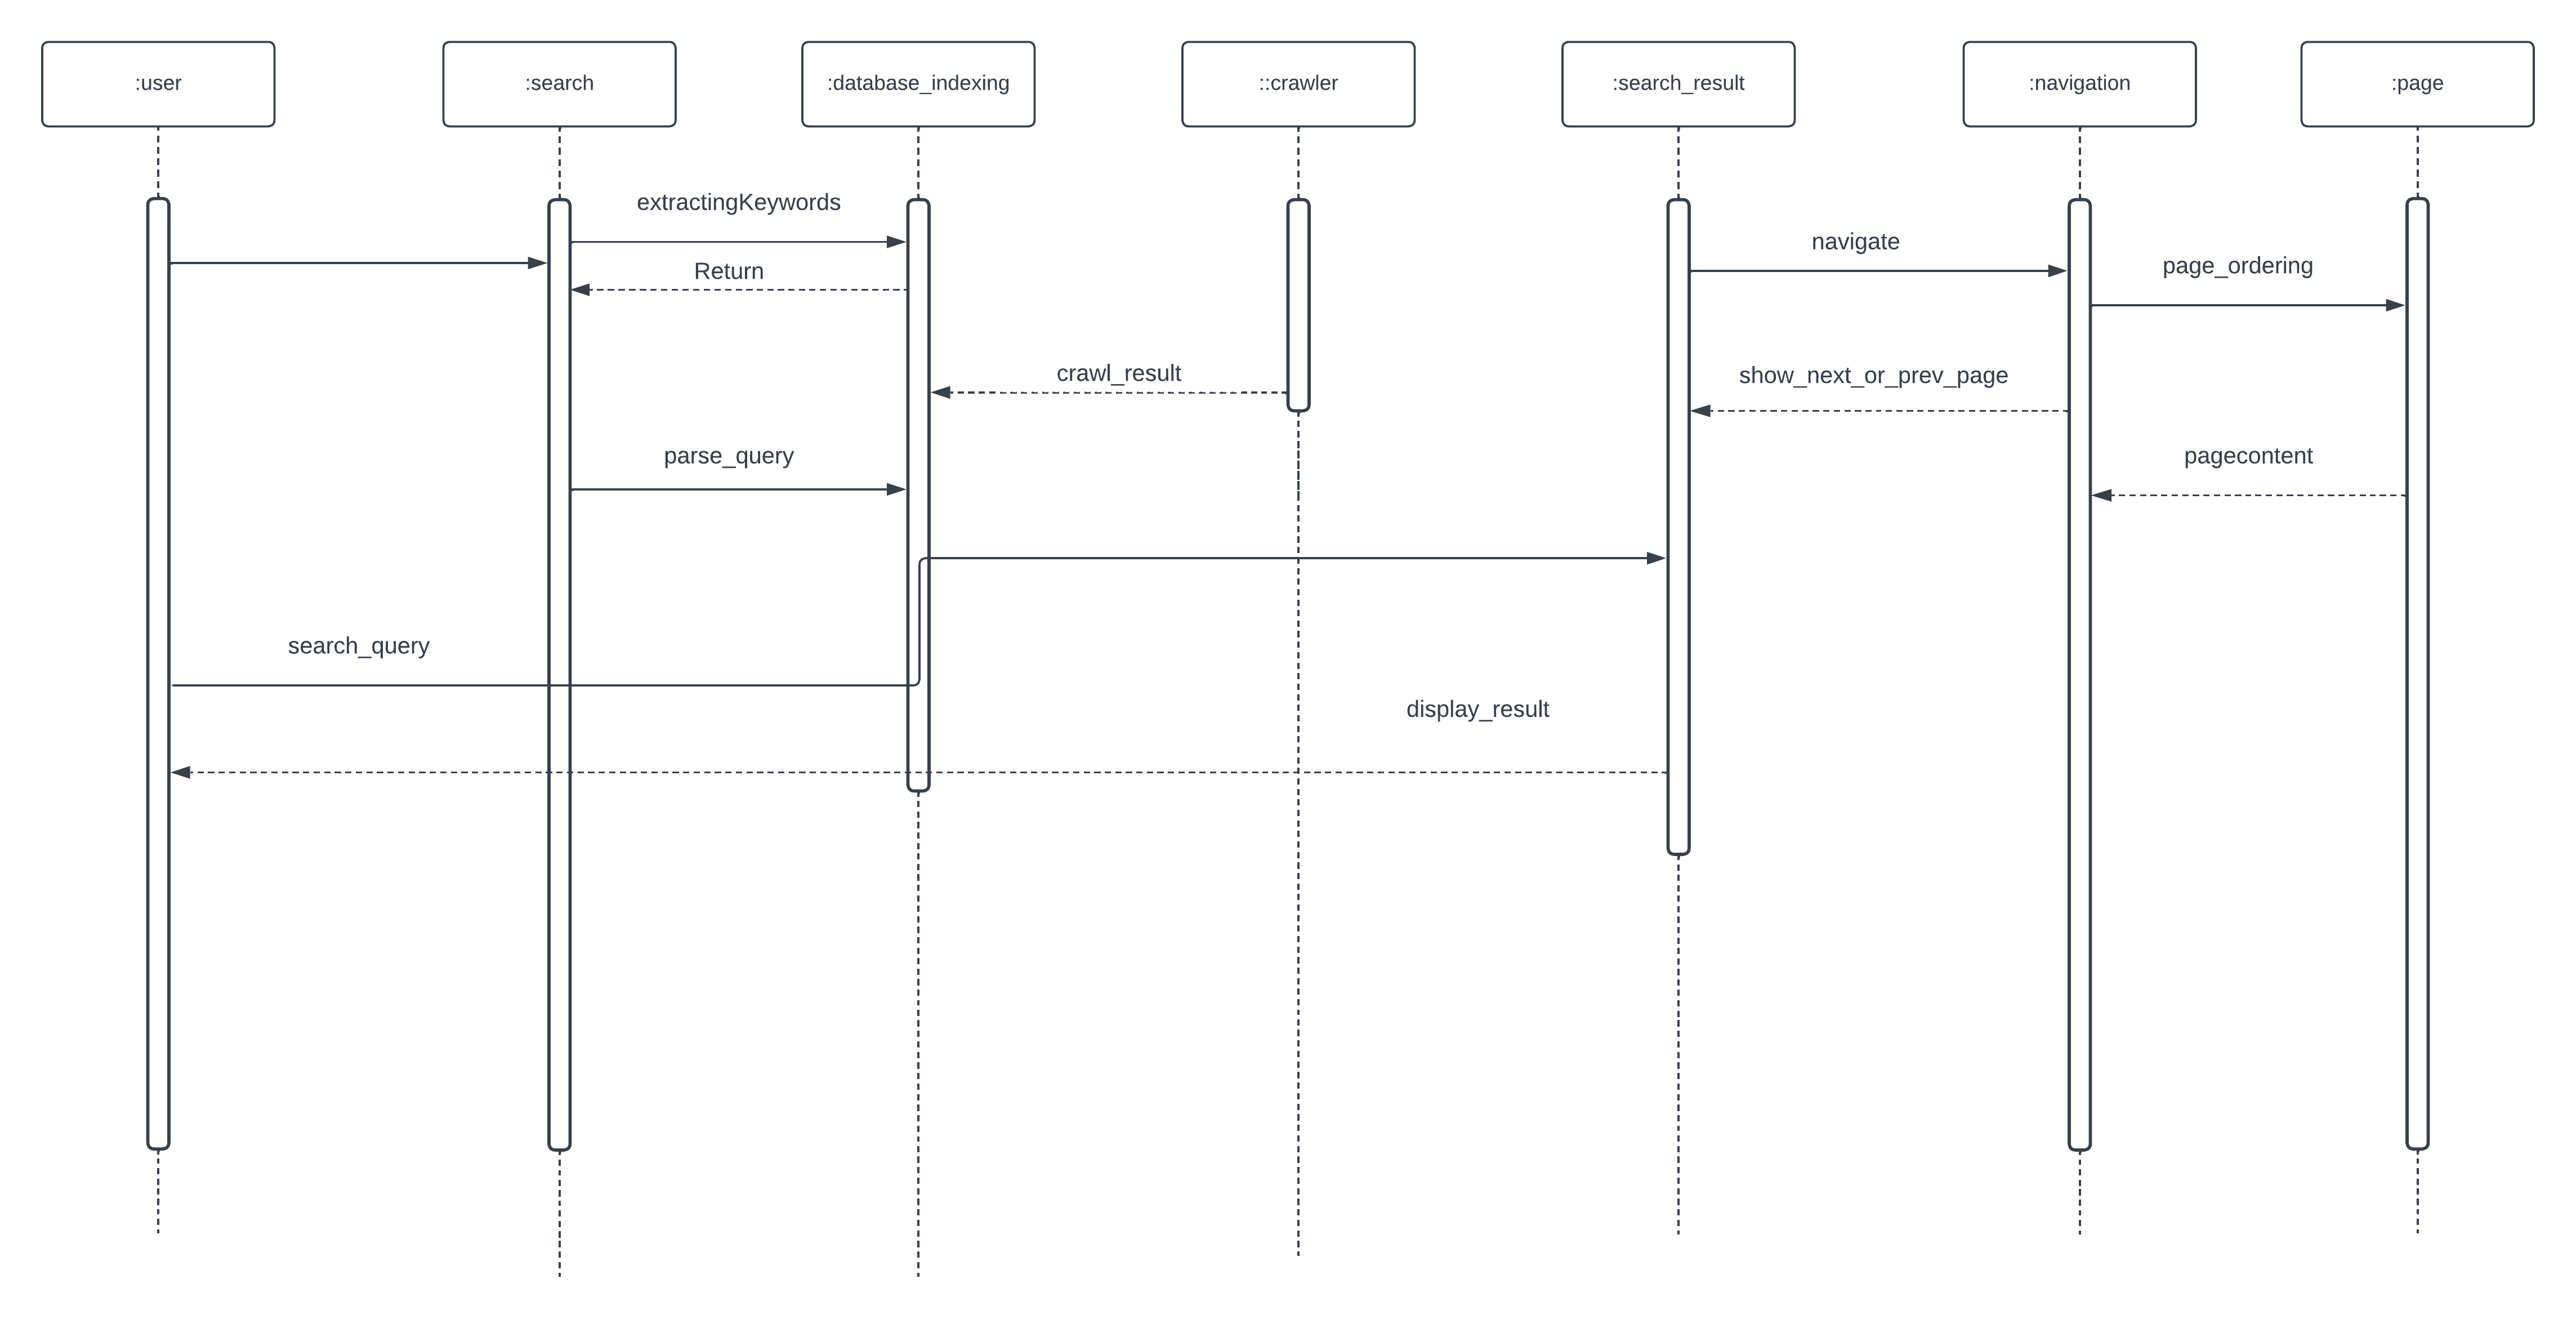 :user
:search
:database_indexing
::crawler
:search_result
:navigation
:page
extractingKeywords
navigate
page_ordering
Return
crawl_result
show_next_or_prev_page
parse_query
pagecontent
search_query
display_result